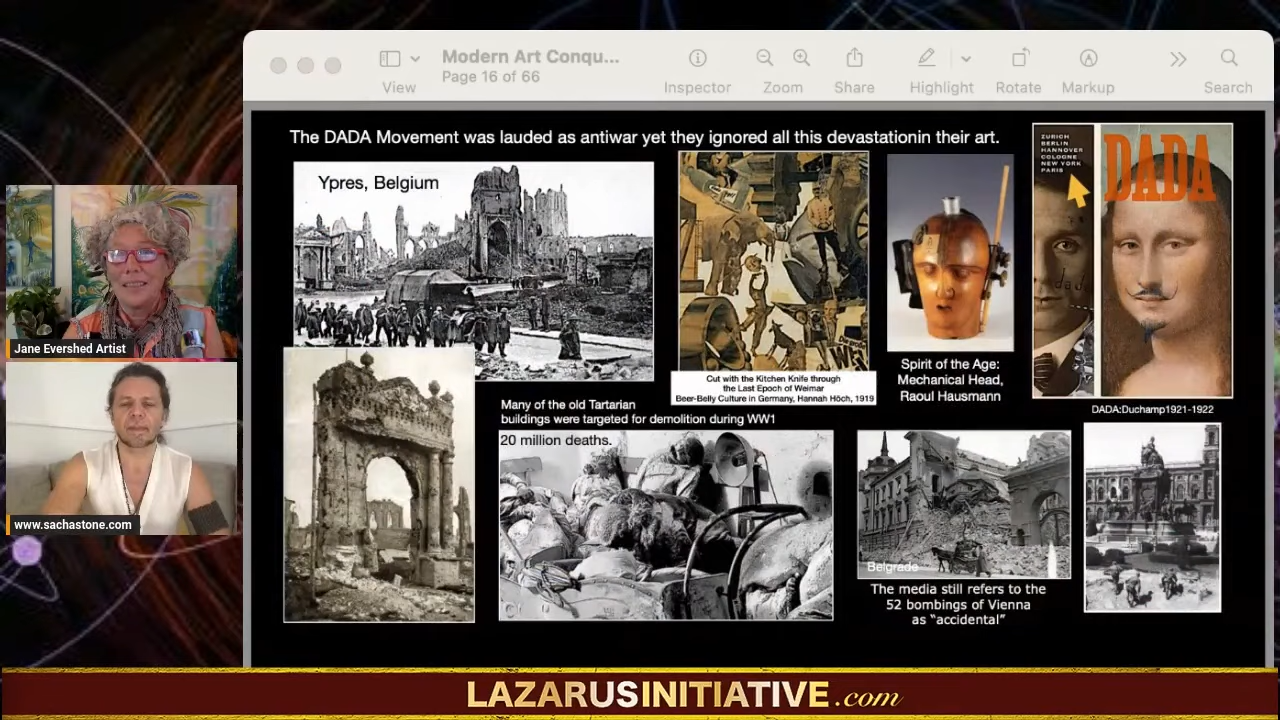 Modern Art Conqu...
Page 16 of 66
View
Inspector
Zoom
Share
Highlight
Rotate
Markup
Search
The DADA Movement was lauded as antiwar yet they ignored all this devastationin their art.
Ypres, Belgium
ZURICH
BERLIN
HANNOVER
COLOGNE
NEW YORK
PARIS
DADA
dad
Cut with the Kitchen Knife through
the Last Epoch of Weimar
Beer-Belly Culture in Germany, Hannah Höch, 1919
Spirit of the Age:
Mechanical Head,
Raoul Hausmann
DADA:Duchamp1921-1922
Many of the old Tartarian
buildings were targeted for demolition during WW1
20 million deaths.
Belgrade
The media still refers to the
52 bombings of Vienna
as “accidental”
Jane Evershed Artist
www.sachastone.com
LAZARUSINITIATIVE.com